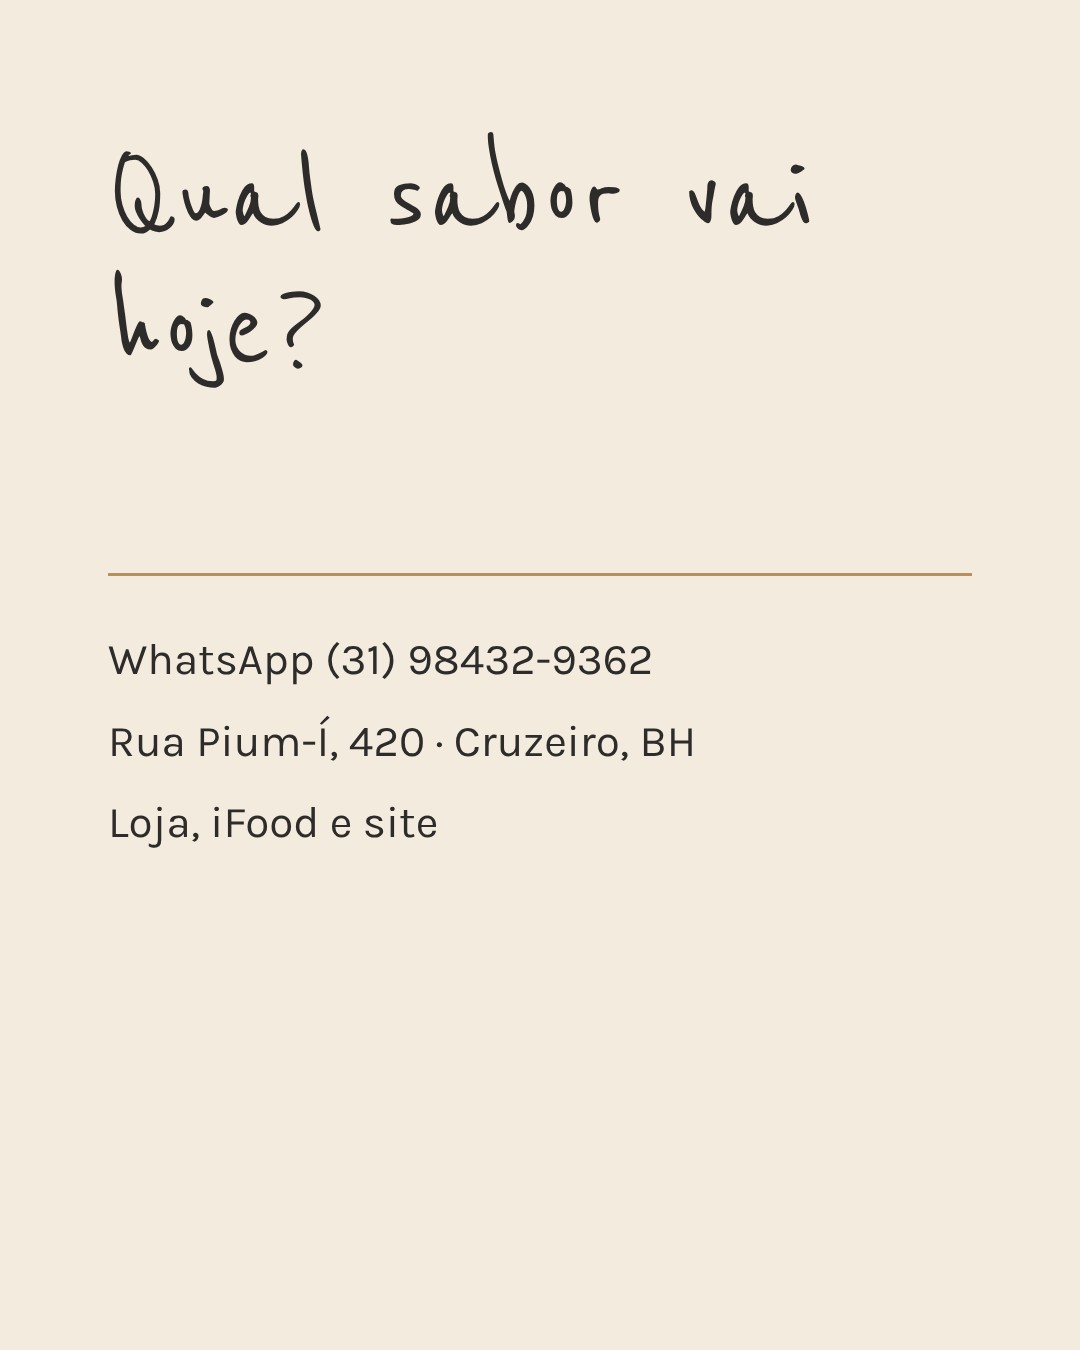 Qual sabor vai
hoje?
WhatsApp (31) 98432-9362
Rua Pium-Í, 420 · Cruzeiro, BH
Loja, iFood e site